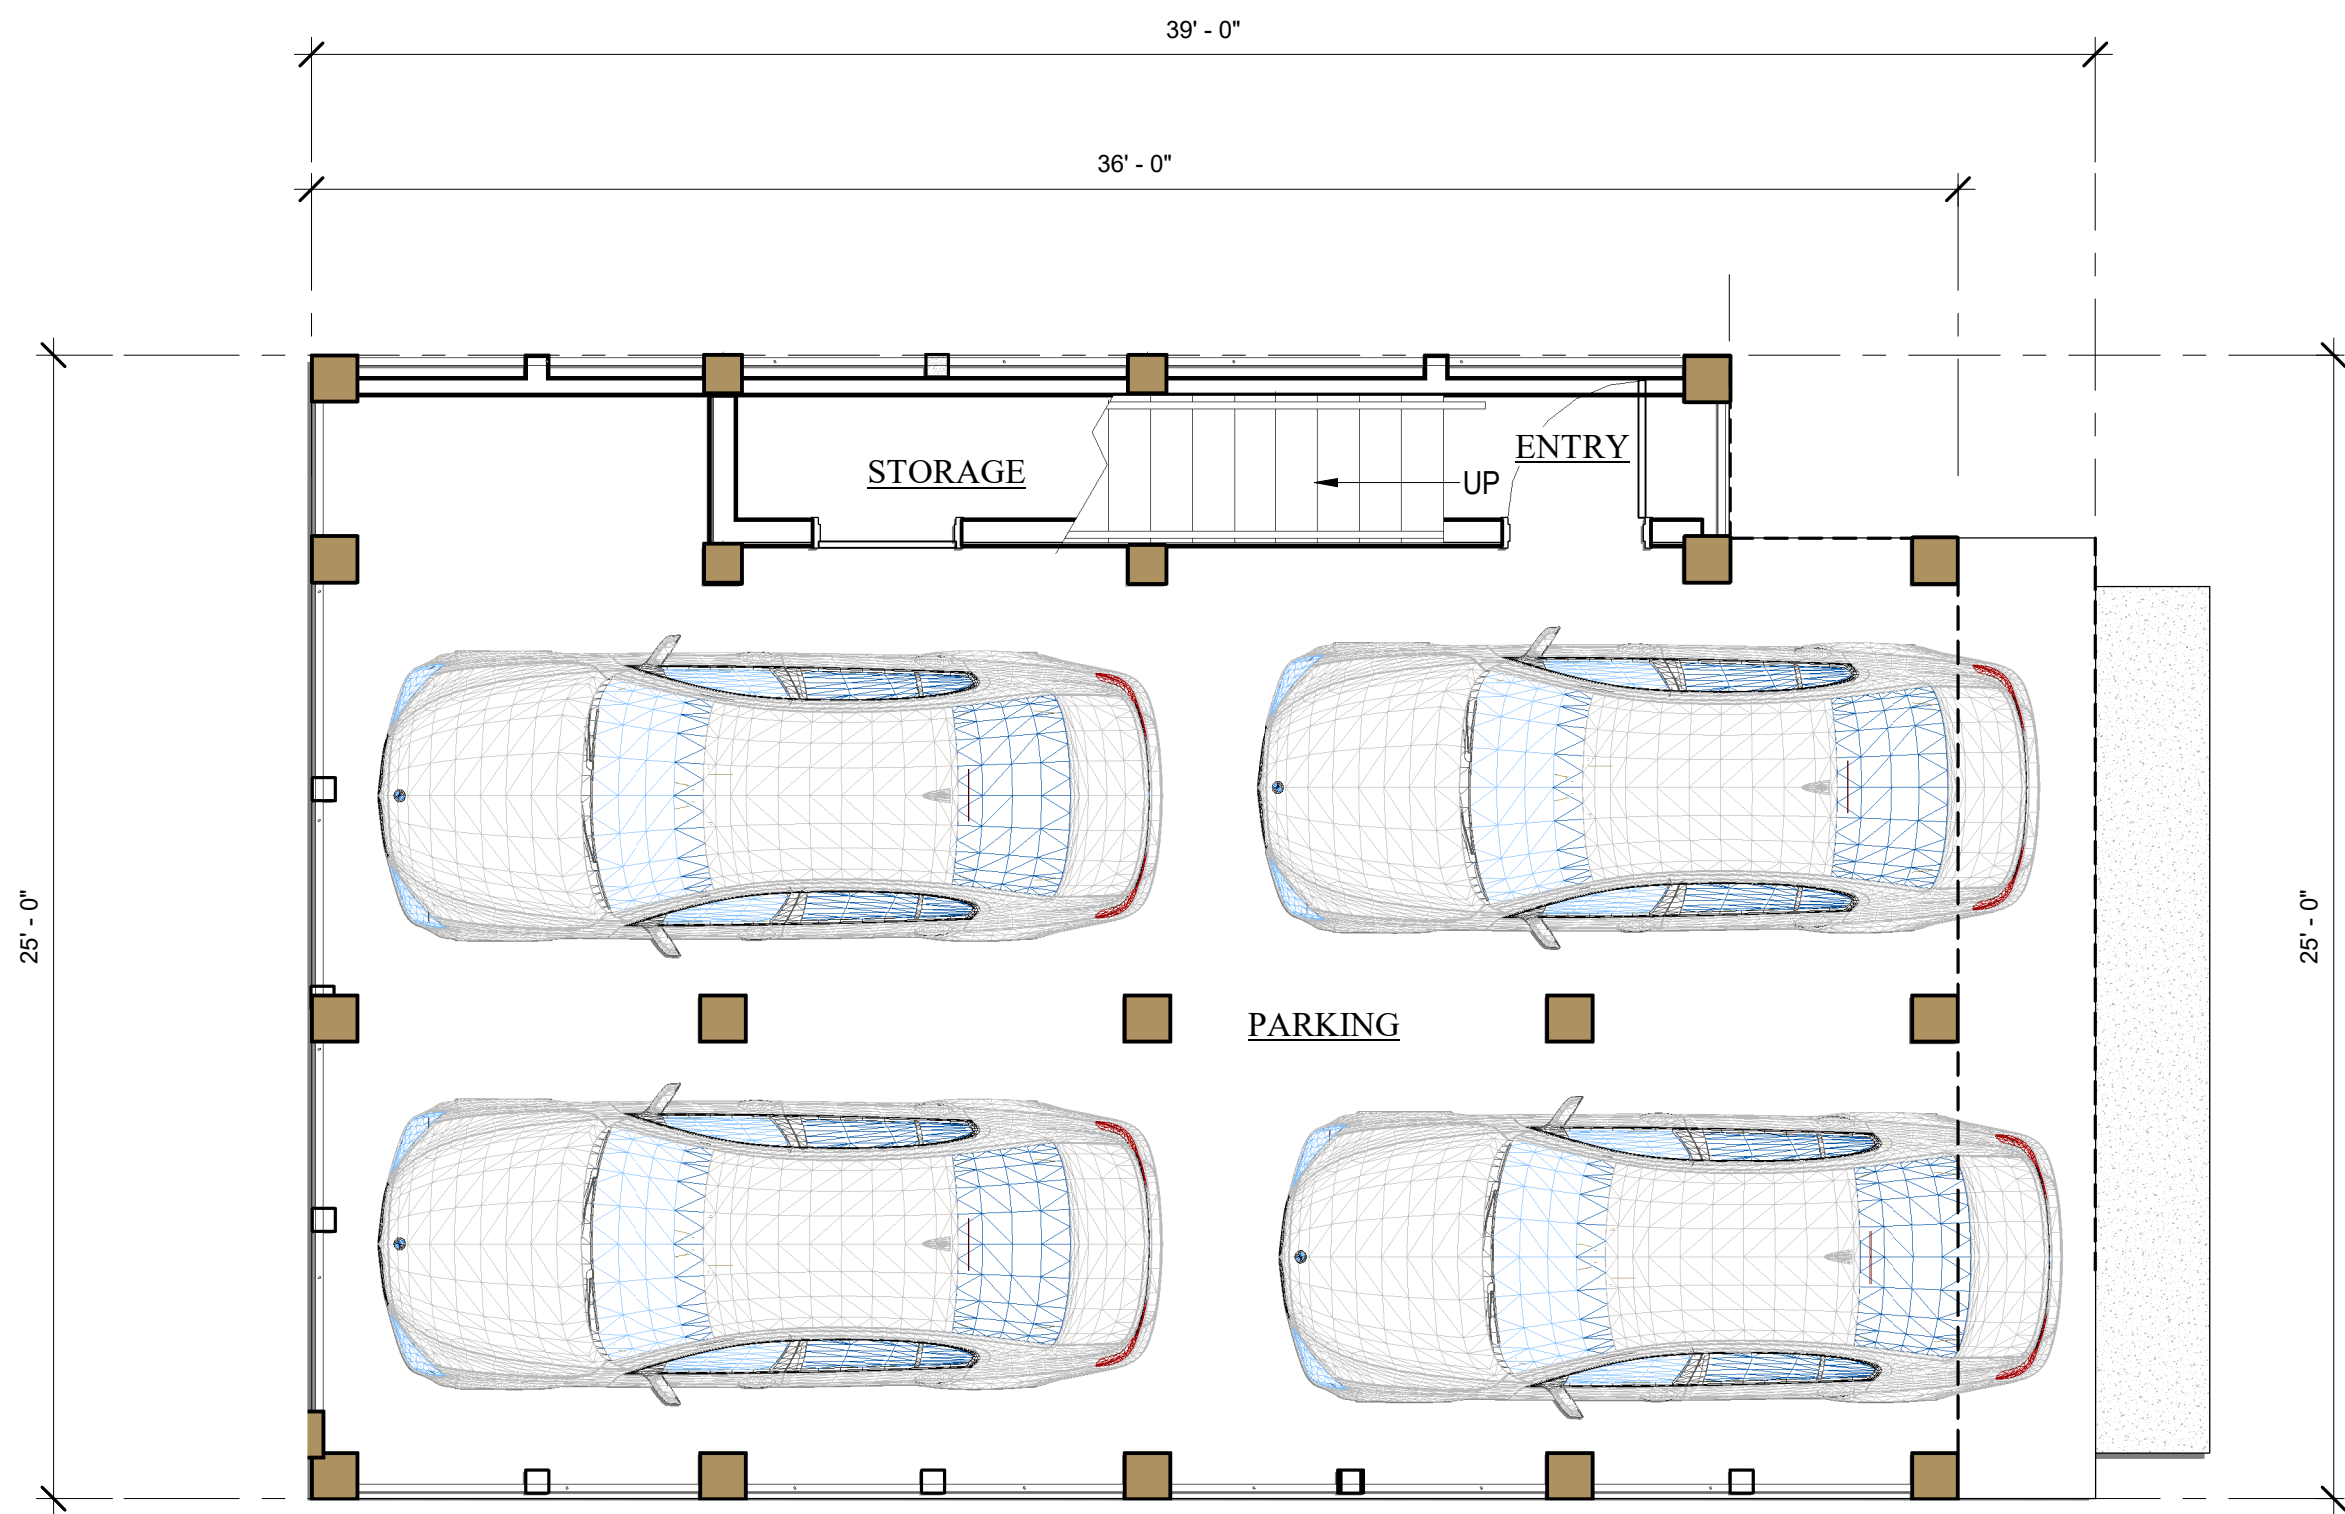 39' - 0"
36' - 0"
ENTRY
STORAGE
UP
25' - 0"
25' - 0"
PARKING